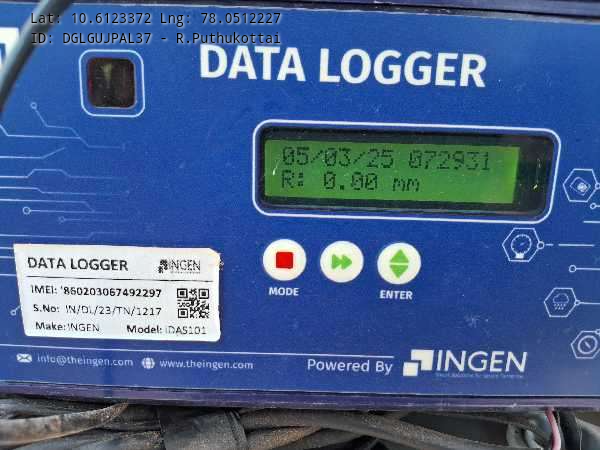 Lat: 10.6123372 Lng: 78.0512227
ID: DGLGUJPAL37 - R.Puthukottai
DATA LOGGER
05/03/25 072931
R: 0.00 mm
MODE
ENTER
DATA LOGGER INGEN
IMEI: '860203067492297
S.No: IN/DL/23/TN/1217
Make: INGEN Model: iDAS101
info@theingen.com www.theingen.com Powered By INGEN